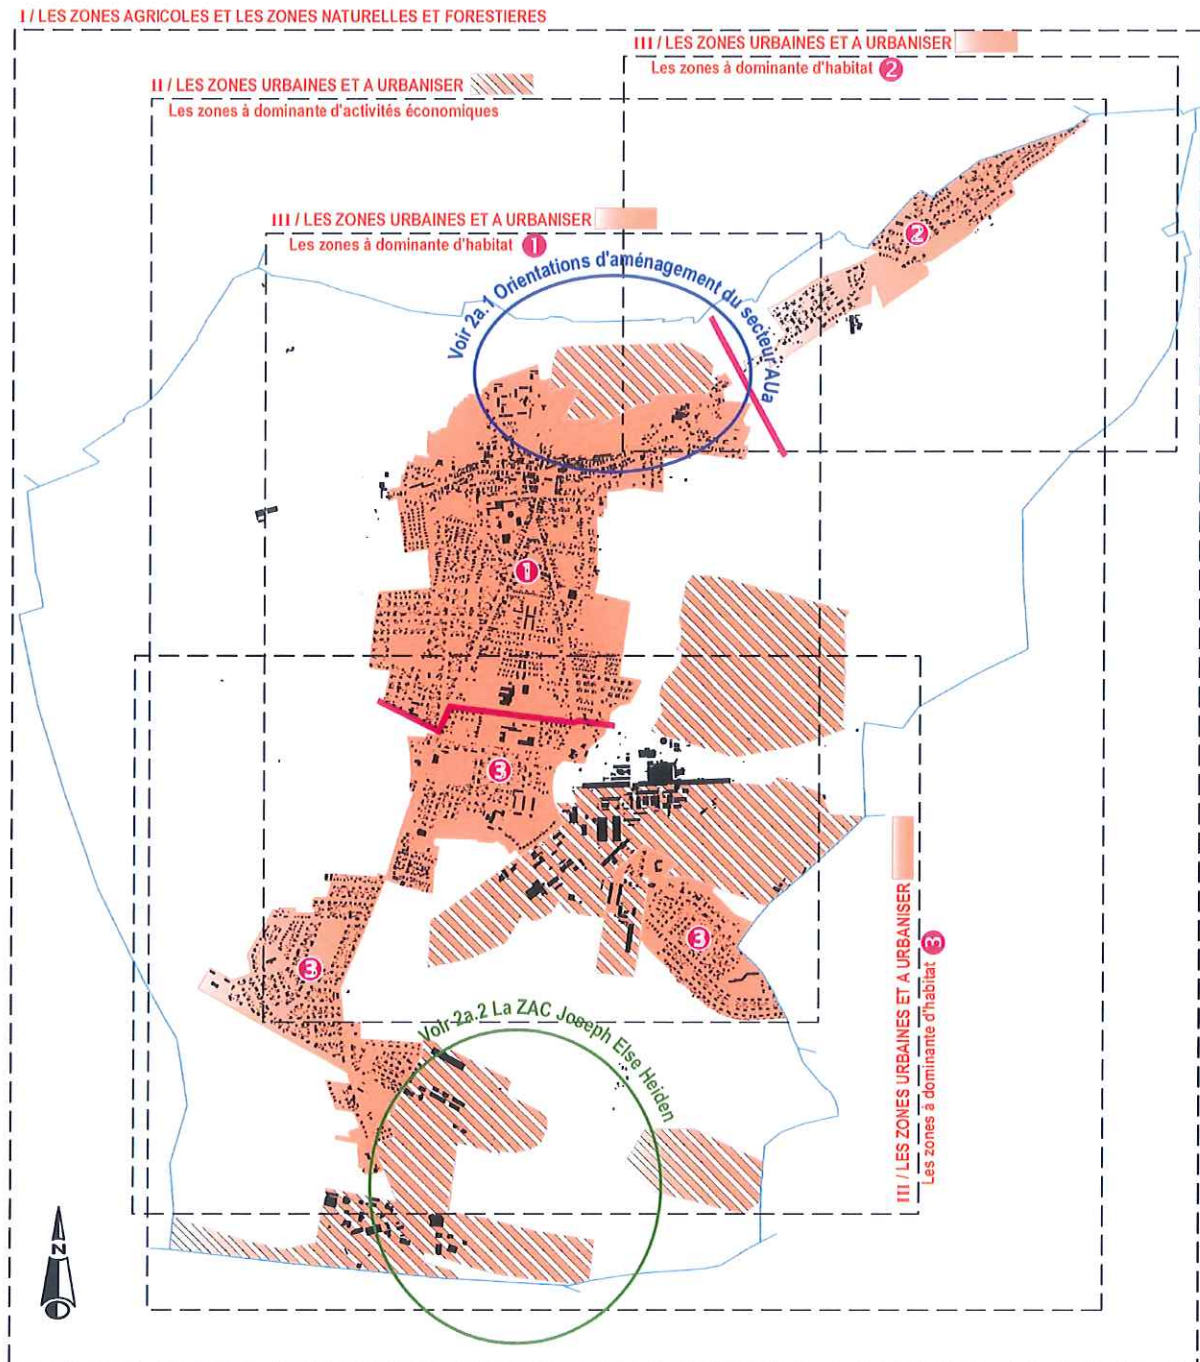 I / LES ZONES AGRICOLES ET LES ZONES NATURELLES ET FORESTIERES
III / LES ZONES URBAINES ET A URBANISER
Les zones à dominante d'habitat 2
II / LES ZONES URBAINES ET A URBANISER
Les zones à dominante d'activités économiques
2
III / LES ZONES URBAINES ET A URBANISER
Les zones à dominante d'habitat 1
Voir 2a.1 Orientations d'aménagement du secteur AUa
1
3
3
3
III / LES ZONES URBAINES ET A URBANISER
Les zones à dominante d'habitat 3
Voir 2a.2 La ZAC Joseph Else Heiden
N